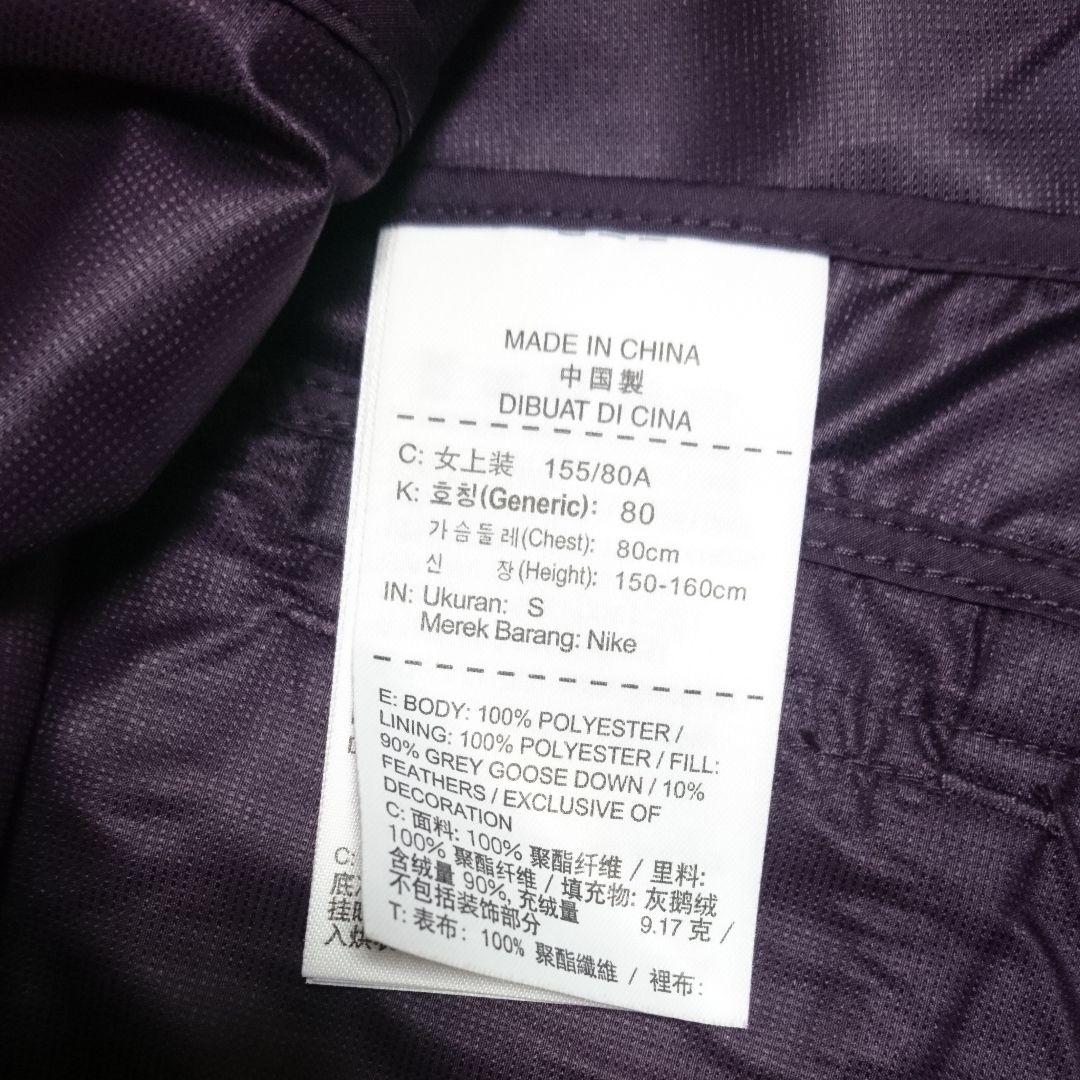 MADE IN CHINA
中国製
DIBUAT DI CINA
C: 女上装 155/80A
K: 호칭(Generic): 80
가슴둘레(Chest): 80cm
신 장(Height): 150-160cm
IN: Ukuran: S
Merek Barang: Nike
E: BODY: 100% POLYESTER /
LINING: 100% POLYESTER / FILL:
90% GREY GOOSE DOWN / 10%
FEATHERS / EXCLUSIVE OF
DECORATION
C: 面料: 100% 聚酯纤维 / 里料:
100% 聚酯纤维 / 填充物: 灰鹅绒
含绒量 90%, 充绒量 9.17 克 /
不包括装饰部分
T: 表布: 100% 聚酯纖維 / 裡布:
C: